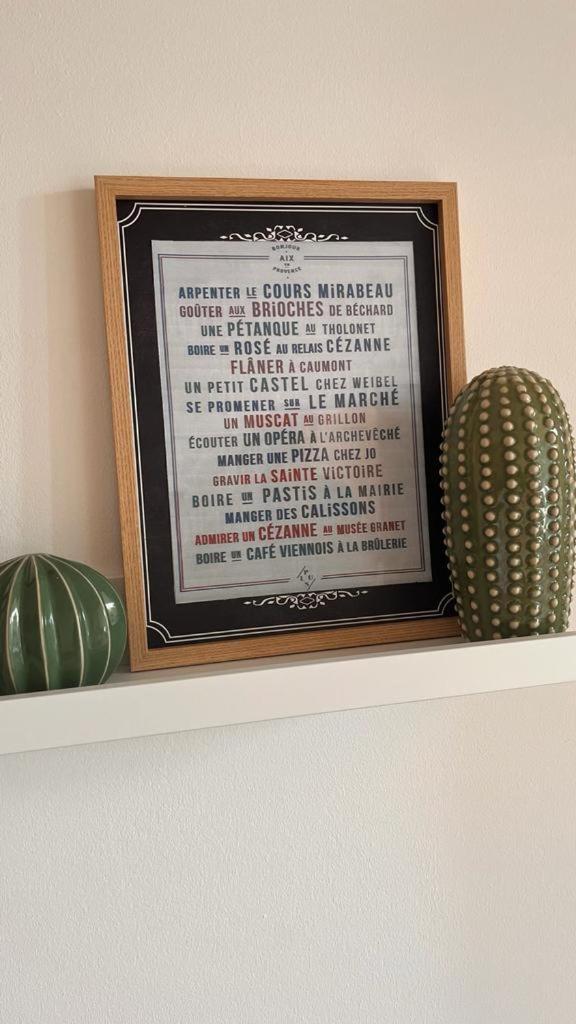 BONJOUR
AIX
EN
PROVENCE
ARPENTER LE COURS MiRABEAU
GOÛTER AUX BRiOCHES DE BÉCHARD
UNE PÉTANQUE AU THOLONET
BOIRE UN ROSÉ AU RELAIS CÉZANNE
FLÂNER À CAUMONT
UN PETIT CASTEL CHEZ WEIBEL
SE PROMENER SUR LE MARCHÉ
UN MUSCAT AU GRILLON
ÉCOUTER UN OPÉRA À L'ARCHEVÊCHÉ
MANGER UNE PIZZA CHEZ JO
GRAVIR LA SAiNTE VICTOIRE
BOIRE UN PASTiS À LA MAIRIE
MANGER DES CALiSSONS
ADMIRER UN CÉZANNE AU MUSÉE GRANET
BOIRE UN CAFÉ VIENNOIS À LA BRÛLERIE